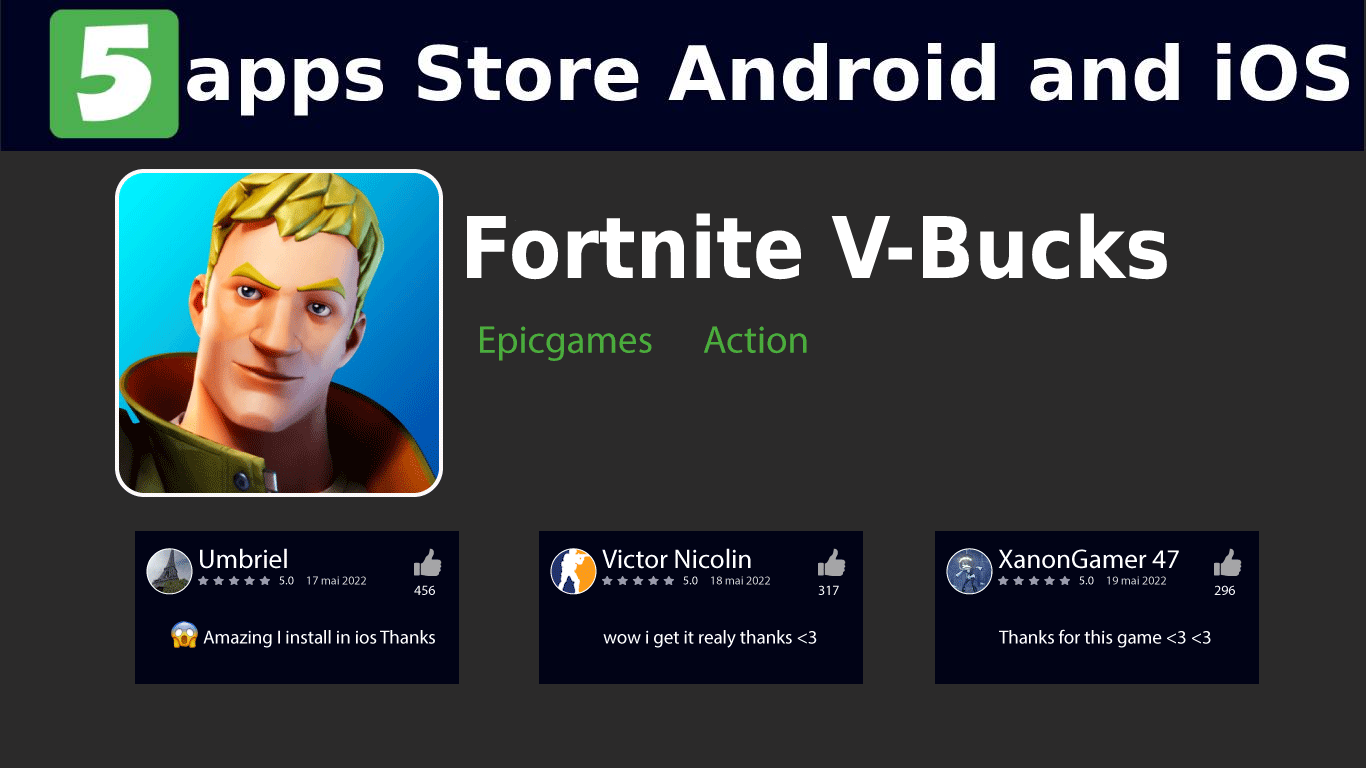 5 apps Store Android and iOS
Fortnite V-Bucks
Epicgames Action
Umbriel
5.0 17 mai 2022
456
😱 Amazing I install in ios Thanks
Victor Nicolin
5.0 18 mai 2022
317
wow i get it realy thanks <3
XanonGamer 47
5.0 19 mai 2022
296
Thanks for this game <3 <3